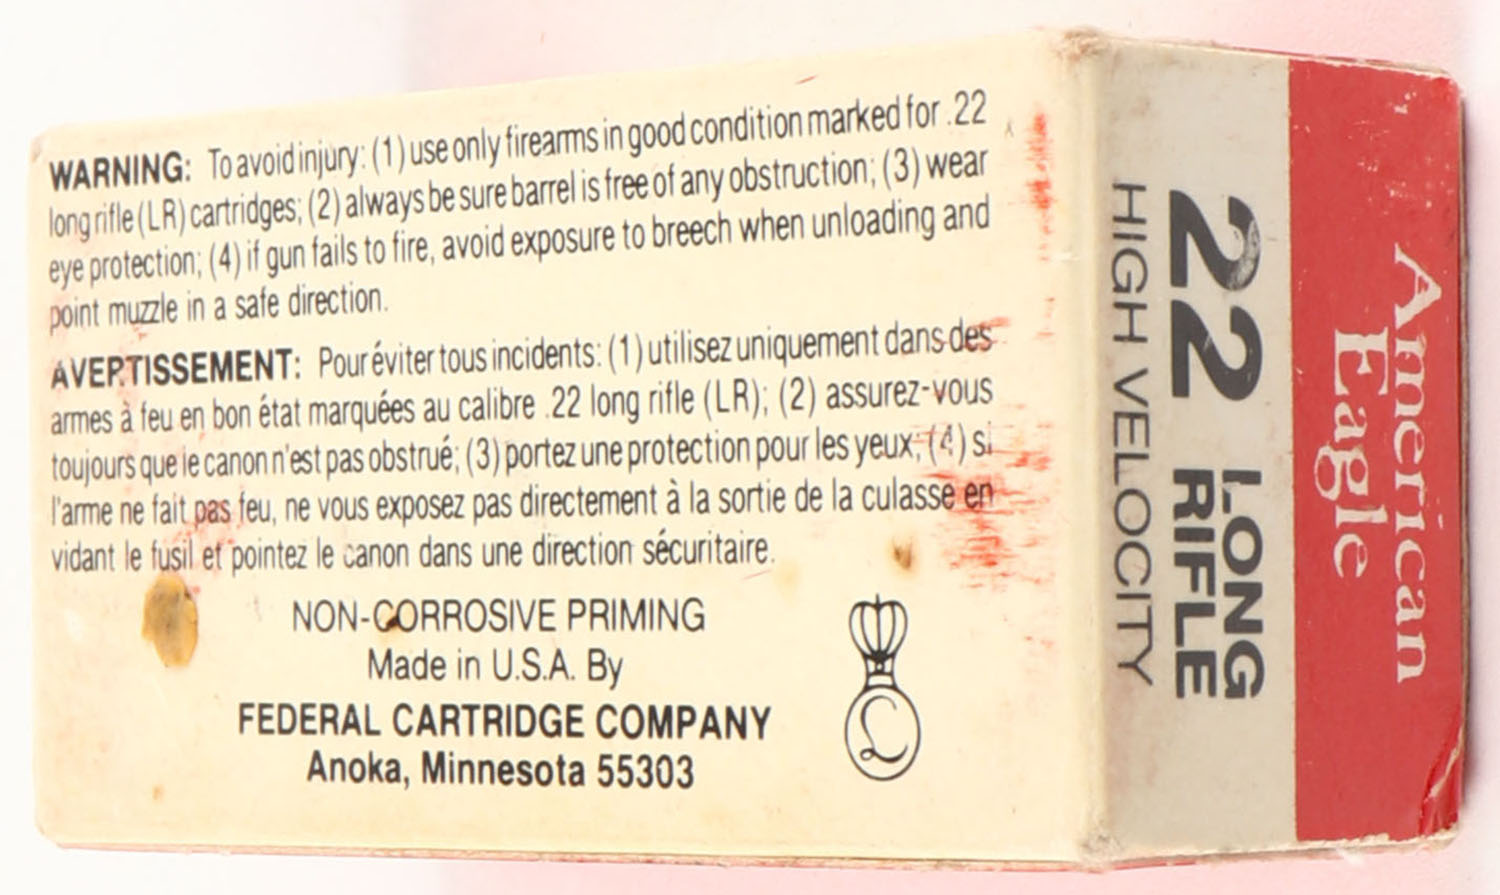 WARNING: To avoid injury: (1) use only firearms in good condition marked for .22
long rifle (LR) cartridges; (2) always be sure barrel is free of any obstruction; (3) wear
eye protection; (4) if gun fails to fire, avoid exposure to breech when unloading and
point muzzle in a safe direction.
AVERTISSEMENT: Pour éviter tous incidents: (1) utilisez uniquement dans des
armes à feu en bon état marquées au calibre .22 long rifle (LR); (2) assurez-vous
toujours que le canon n'est pas obstrué; (3) portez une protection pour les yeux; (4) si
l'arme ne fait pas feu, ne vous exposez pas directement à la sortie de la culasse en
vidant le fusil et pointez le canon dans une direction sécuritaire.
NON-CORROSIVE PRIMING
Made in U.S.A. By
FEDERAL CARTRIDGE COMPANY
Anoka, Minnesota 55303
L
American
Eagle
22 LONG
RIFLE
HIGH VELOCITY